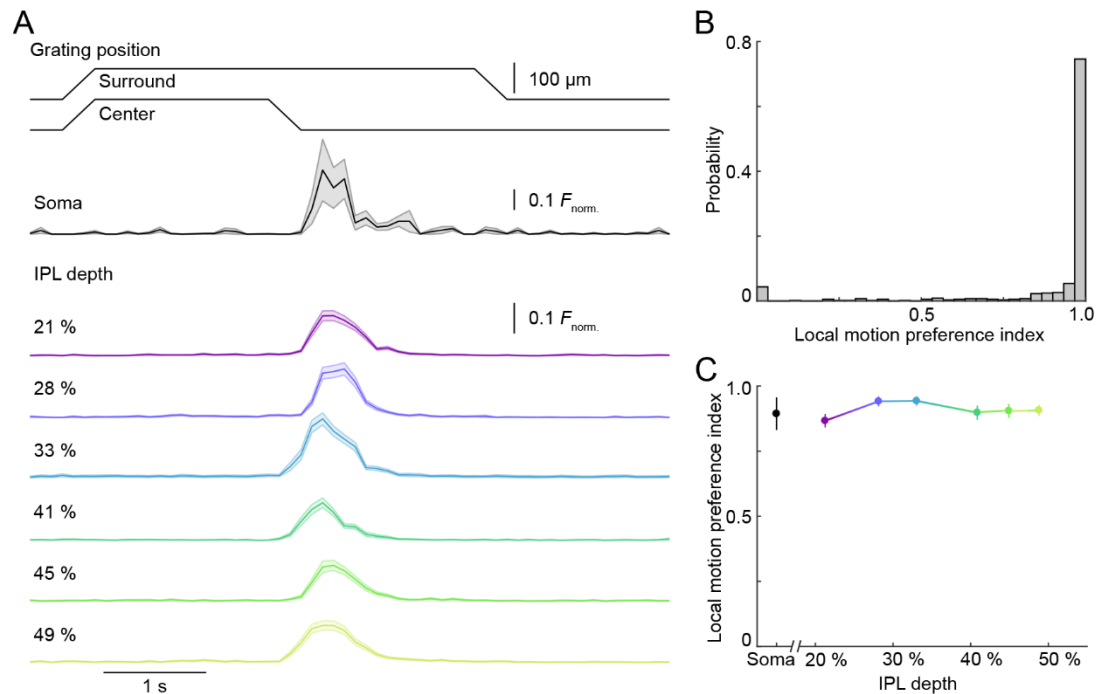 A
Grating position
Surround
100 µm
Center
Soma
0.1 Fnorm.
IPL depth
0.1 Fnorm.
21 %
28 %
33 %
41 %
45 %
49 %
1 s
B
0.8
0.4
0
Probability
0.5
1.0
Local motion preference index
C
1.0
0.5
0
Local motion preference index
Soma
20 %
30 %
40 %
50 %
IPL depth